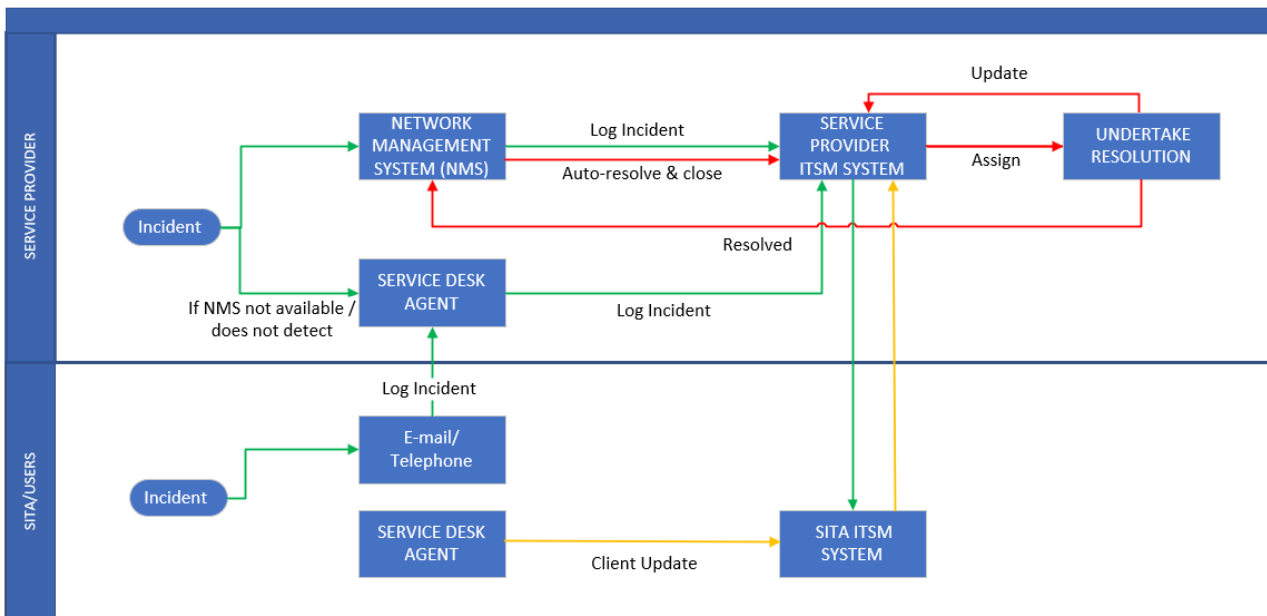 SERVICE PROVIDER
Update
NETWORK
MANAGEMENT
SYSTEM (NMS)
Log Incident
Auto-resolve & close
SERVICE
PROVIDER
ITSM SYSTEM
Assign
UNDERTAKE
RESOLUTION
Incident
Resolved
If NMS not available /
does not detect
SERVICE DESK
AGENT
Log Incident
SITA/USERS
Log Incident
E-mail/
Telephone
Incident
SERVICE DESK
AGENT
Client Update
SITA ITSM
SYSTEM